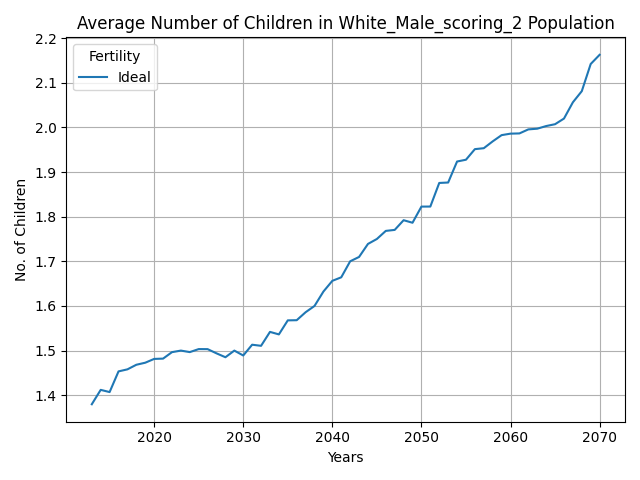 Average Number of Children in White_Male_scoring_2 Population
No. of Children
2.2
2.1
2.0
1.9
1.8
1.7
1.6
1.5
1.4
Fertility
Ideal
2020 2030 2040 2050 2060 2070
Years